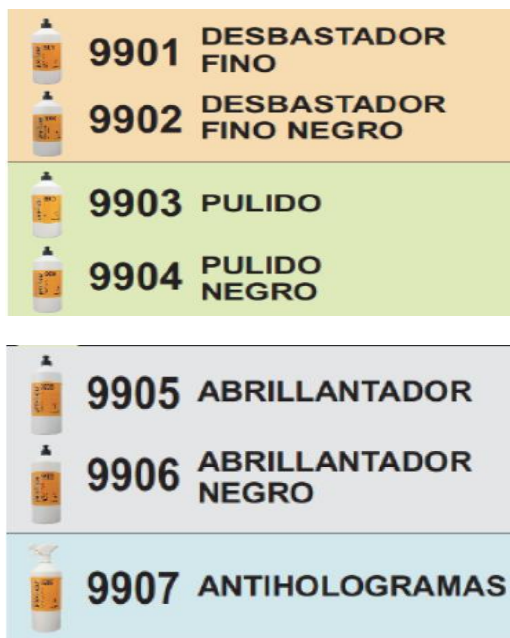 9901 DESBASTADOR
FINO
9902 DESBASTADOR
FINO NEGRO
9903 PULIDO
9904 PULIDO
NEGRO
9905 ABRILLANTADOR
9906 ABRILLANTADOR
NEGRO
9907 ANTIHOLOGRAMAS